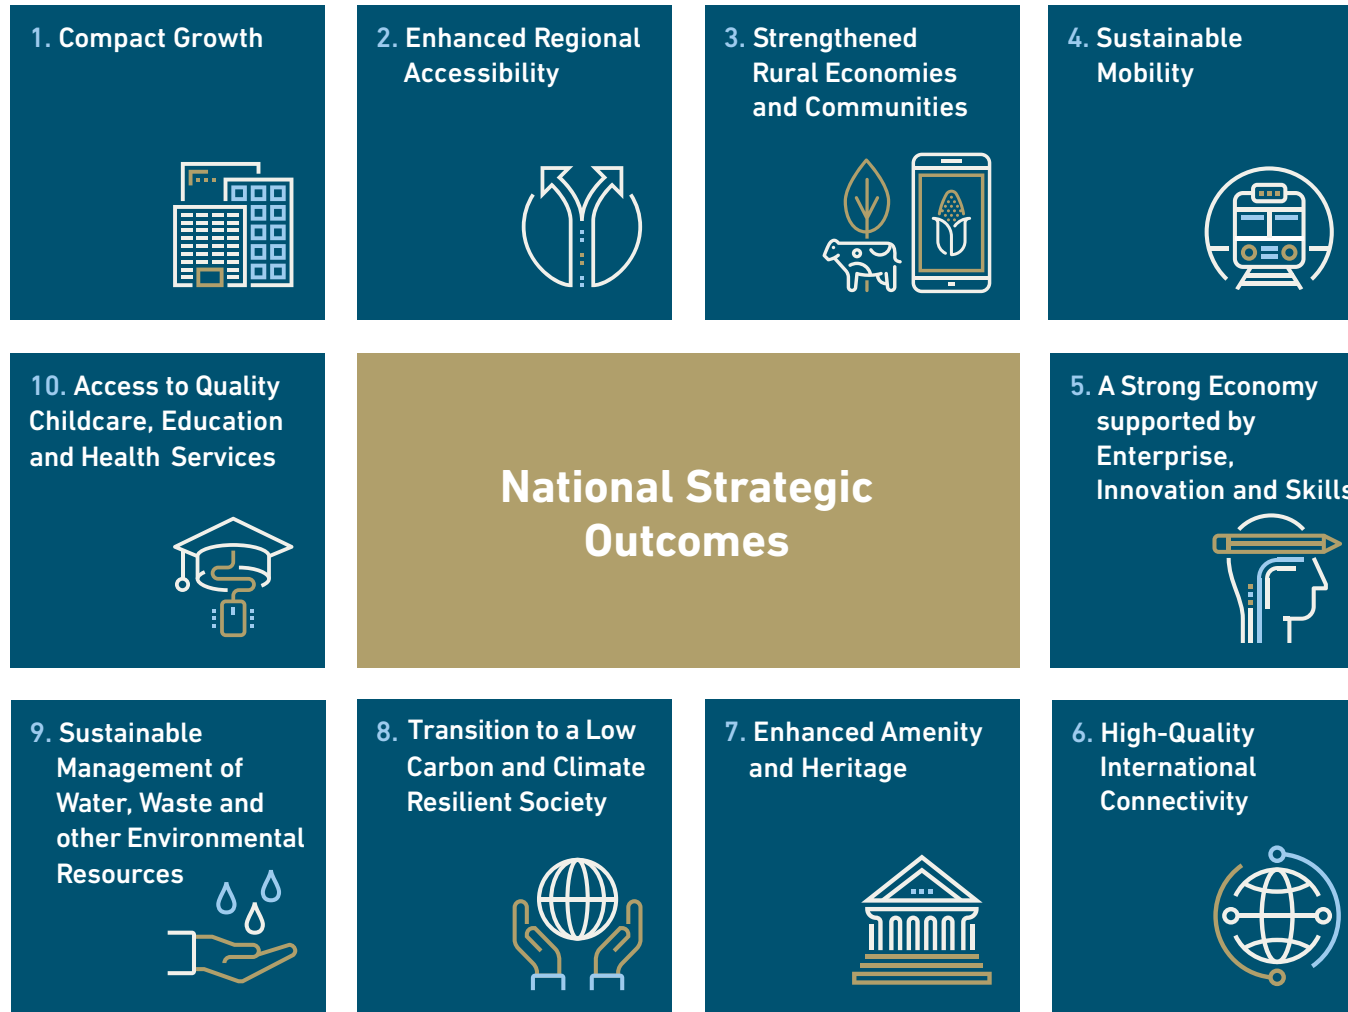 1. Compact Growth
2. Enhanced Regional
Accessibility
3. Strengthened
Rural Economies
and Communities
4. Sustainable
Mobility
10. Access to Quality
Childcare, Education
and Health Services
National Strategic
Outcomes
5. A Strong Economy
supported by
Enterprise,
Innovation and Skills
9. Sustainable
Management of
Water, Waste and
other Environmental
Resources
8. Transition to a Low
Carbon and Climate
Resilient Society
7. Enhanced Amenity
and Heritage
6. High-Quality
International
Connectivity